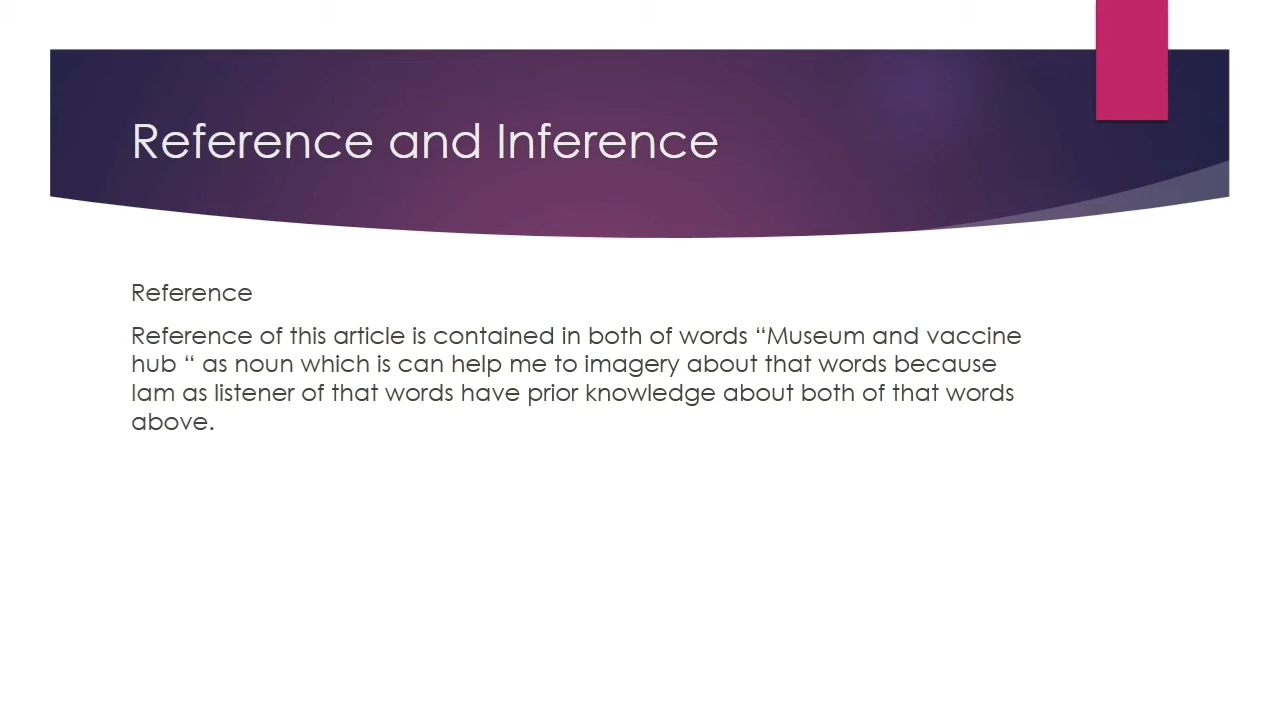 Reference and Inference
Reference
Reference of this article is contained in both of words “Museum and vaccine
hub “ as noun which is can help me to imagery about that words because
Iam as listener of that words have prior knowledge about both of that words
above.